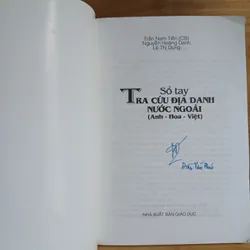 Trần Nam Tiến (CB)
Nguyễn Hoàng Oanh
Lê Thị Dung
Sổ tay
TRA CỨU ĐỊA DANH
NƯỚC NGOÀI
(Anh - Hoa - Việt)
NHÀ XUẤT BẢN GIÁO DỤC